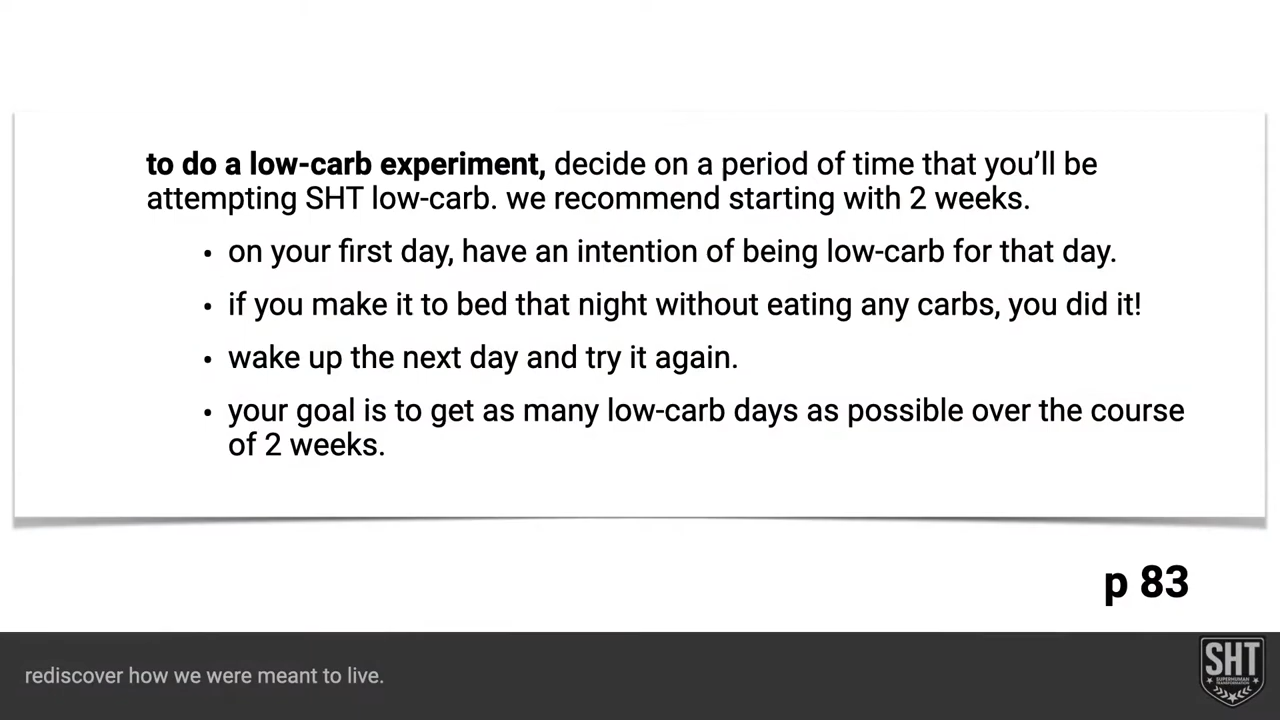 to do a low-carb experiment, decide on a period of time that you’ll be
attempting SHT low-carb. we recommend starting with 2 weeks.
• on your first day, have an intention of being low-carb for that day.
• if you make it to bed that night without eating any carbs, you did it!
• wake up the next day and try it again.
• your goal is to get as many low-carb days as possible over the course
of 2 weeks.
p 83
rediscover how we were meant to live.
SHT
SUPERHUMAN
TRANSFORMATION